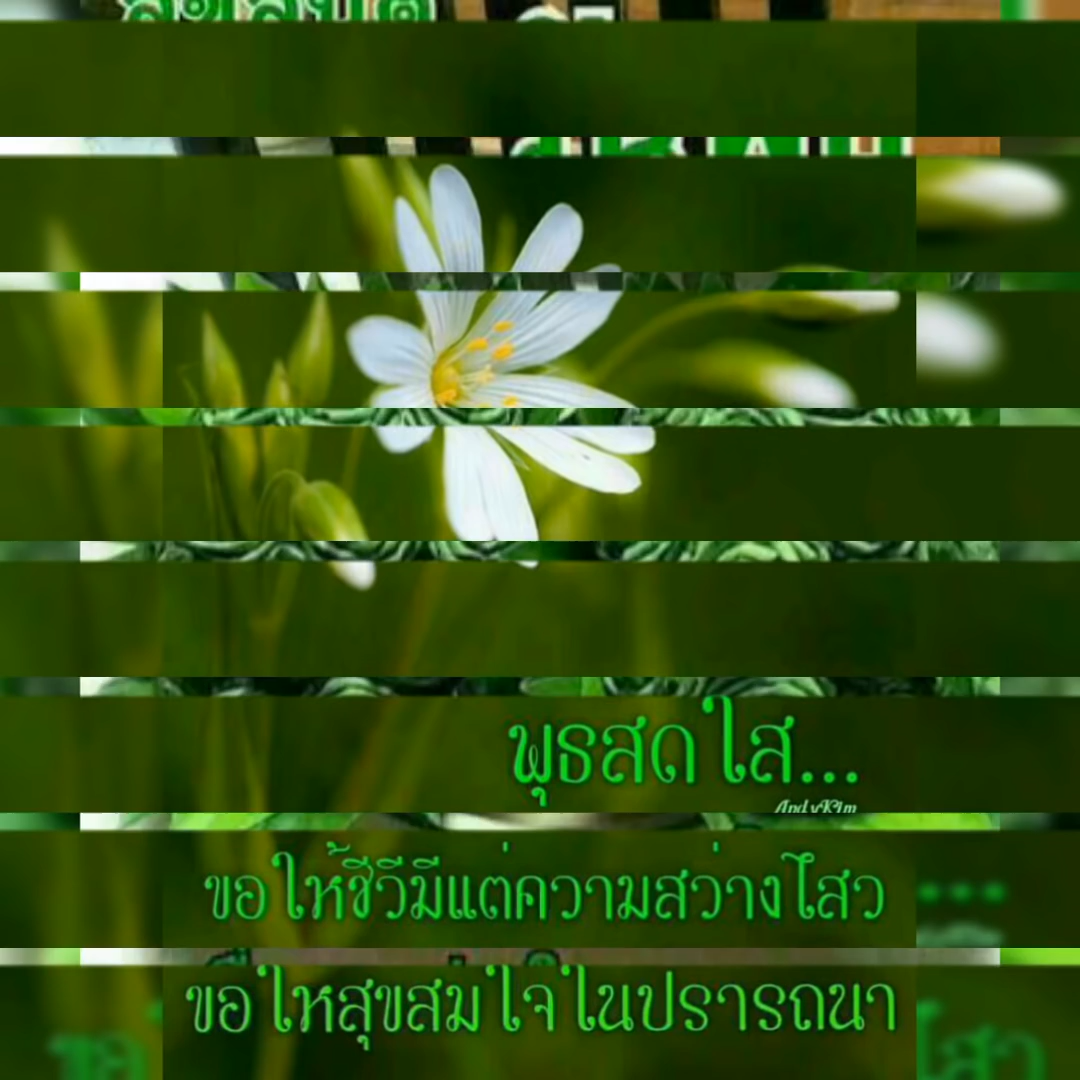 พุธสดใส...
AndyKim
ขอให้ชีวีมีแต่ความสว่างไสว
ขอให้สุขสมใจในปรารถนา